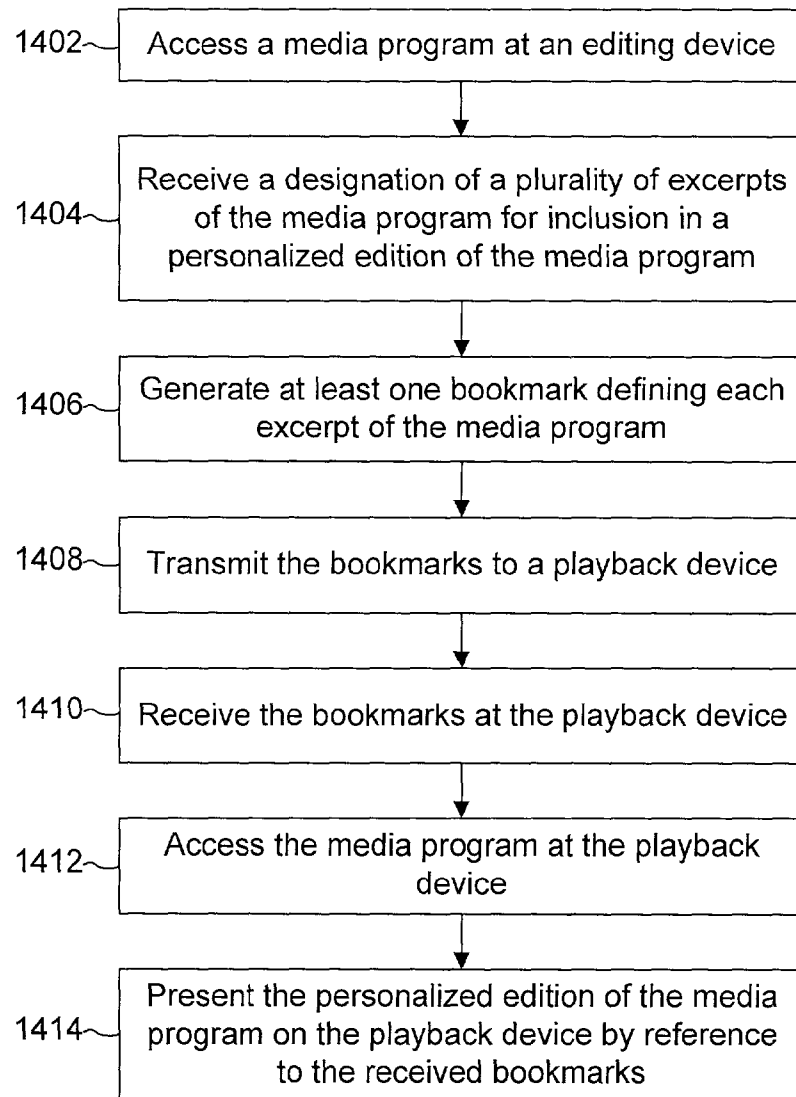 1402
Access a media program at an editing device
1404
Receive a designation of a plurality of excerpts
of the media program for inclusion in a
personalized edition of the media program
1406
Generate at least one bookmark defining each
excerpt of the media program
1408
Transmit the bookmarks to a playback device
1410
Receive the bookmarks at the playback device
1412
Access the media program at the playback
device
1414
Present the personalized edition of the media
program on the playback device by reference
to the received bookmarks